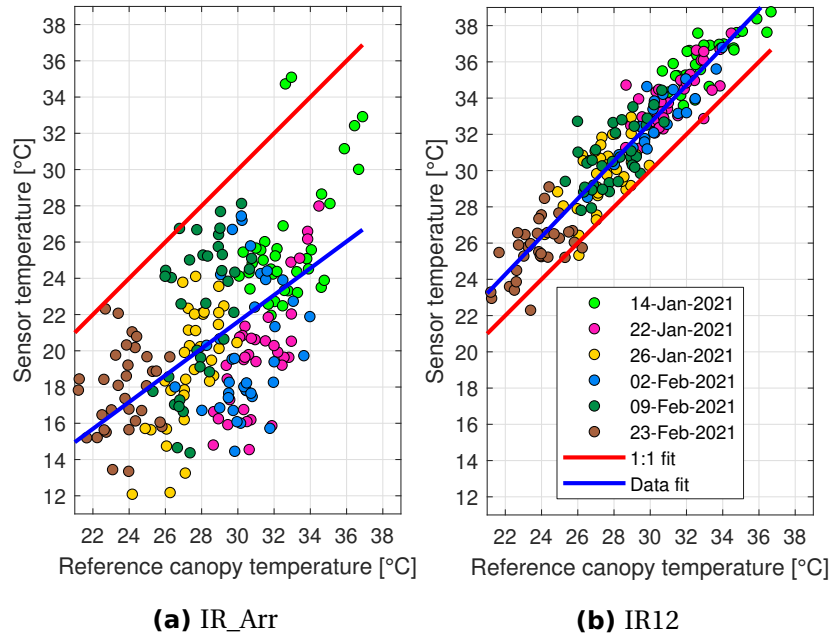 38
36
34
32
30
28
26
24
22
20
18
16
14
12
Sensor temperature [°C]
22 24 26 28 30 32 34 36 38
Reference canopy temperature [°C]
(a) IR_Arr
38
36
34
32
30
28
26
24
22
20
18
16
14
12
Sensor temperature [°C]
14-Jan-2021
22-Jan-2021
26-Jan-2021
02-Feb-2021
09-Feb-2021
23-Feb-2021
1:1 fit
Data fit
22 24 26 28 30 32 34 36 38
Reference canopy temperature [°C]
(b) IR12